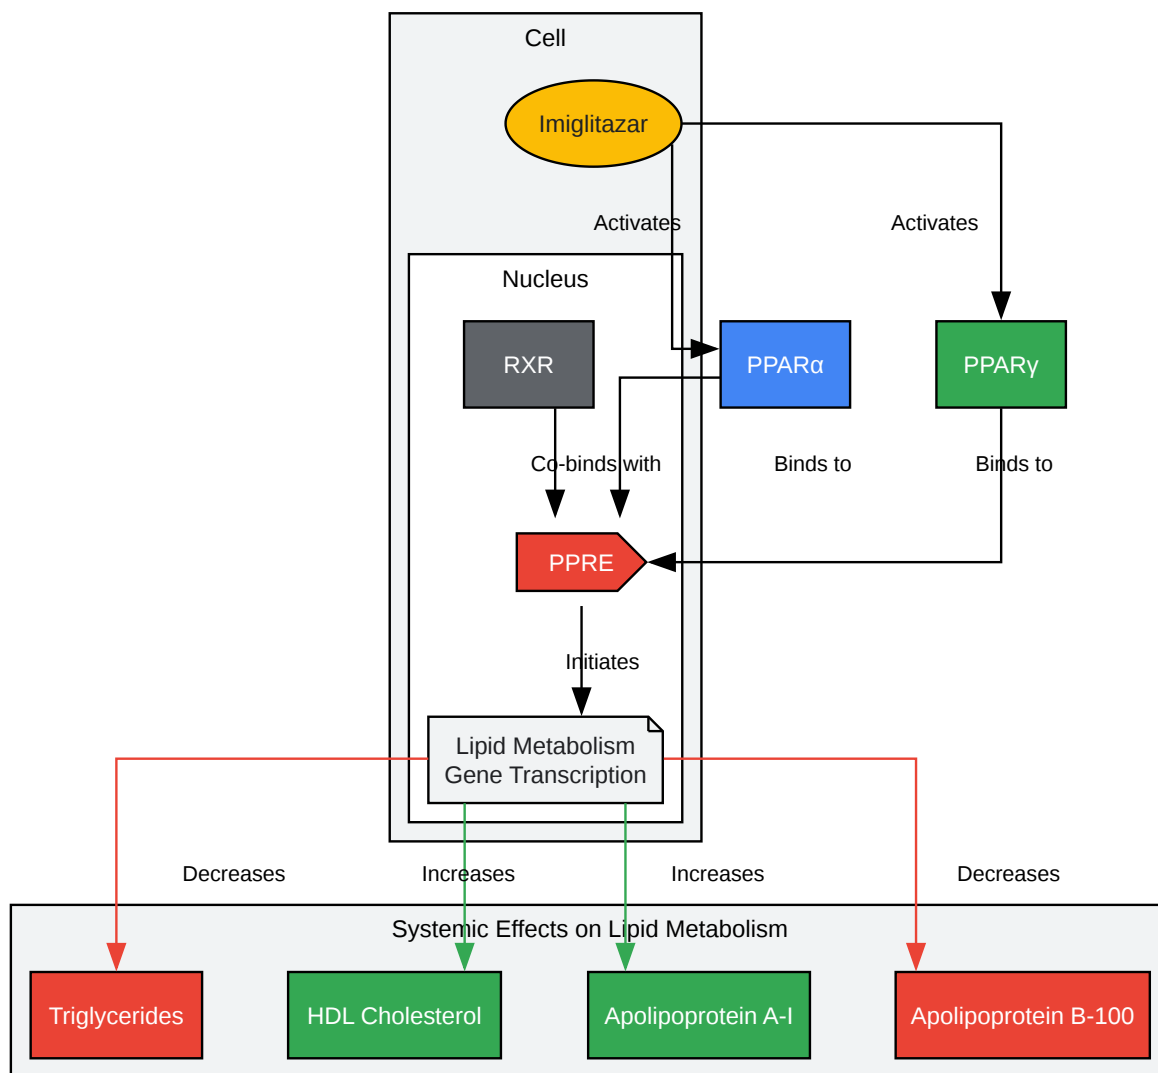 Cell
Imiglitazar
Activates
Activates
Nucleus
RXR
PPARα
PPARγ
Co-binds with
Binds to
Binds to
PPRE
Initiates
Lipid Metabolism
Gene Transcription
Decreases
Increases
Increases
Decreases
Systemic Effects on Lipid Metabolism
Triglycerides
HDL Cholesterol
Apolipoprotein A-I
Apolipoprotein B-100